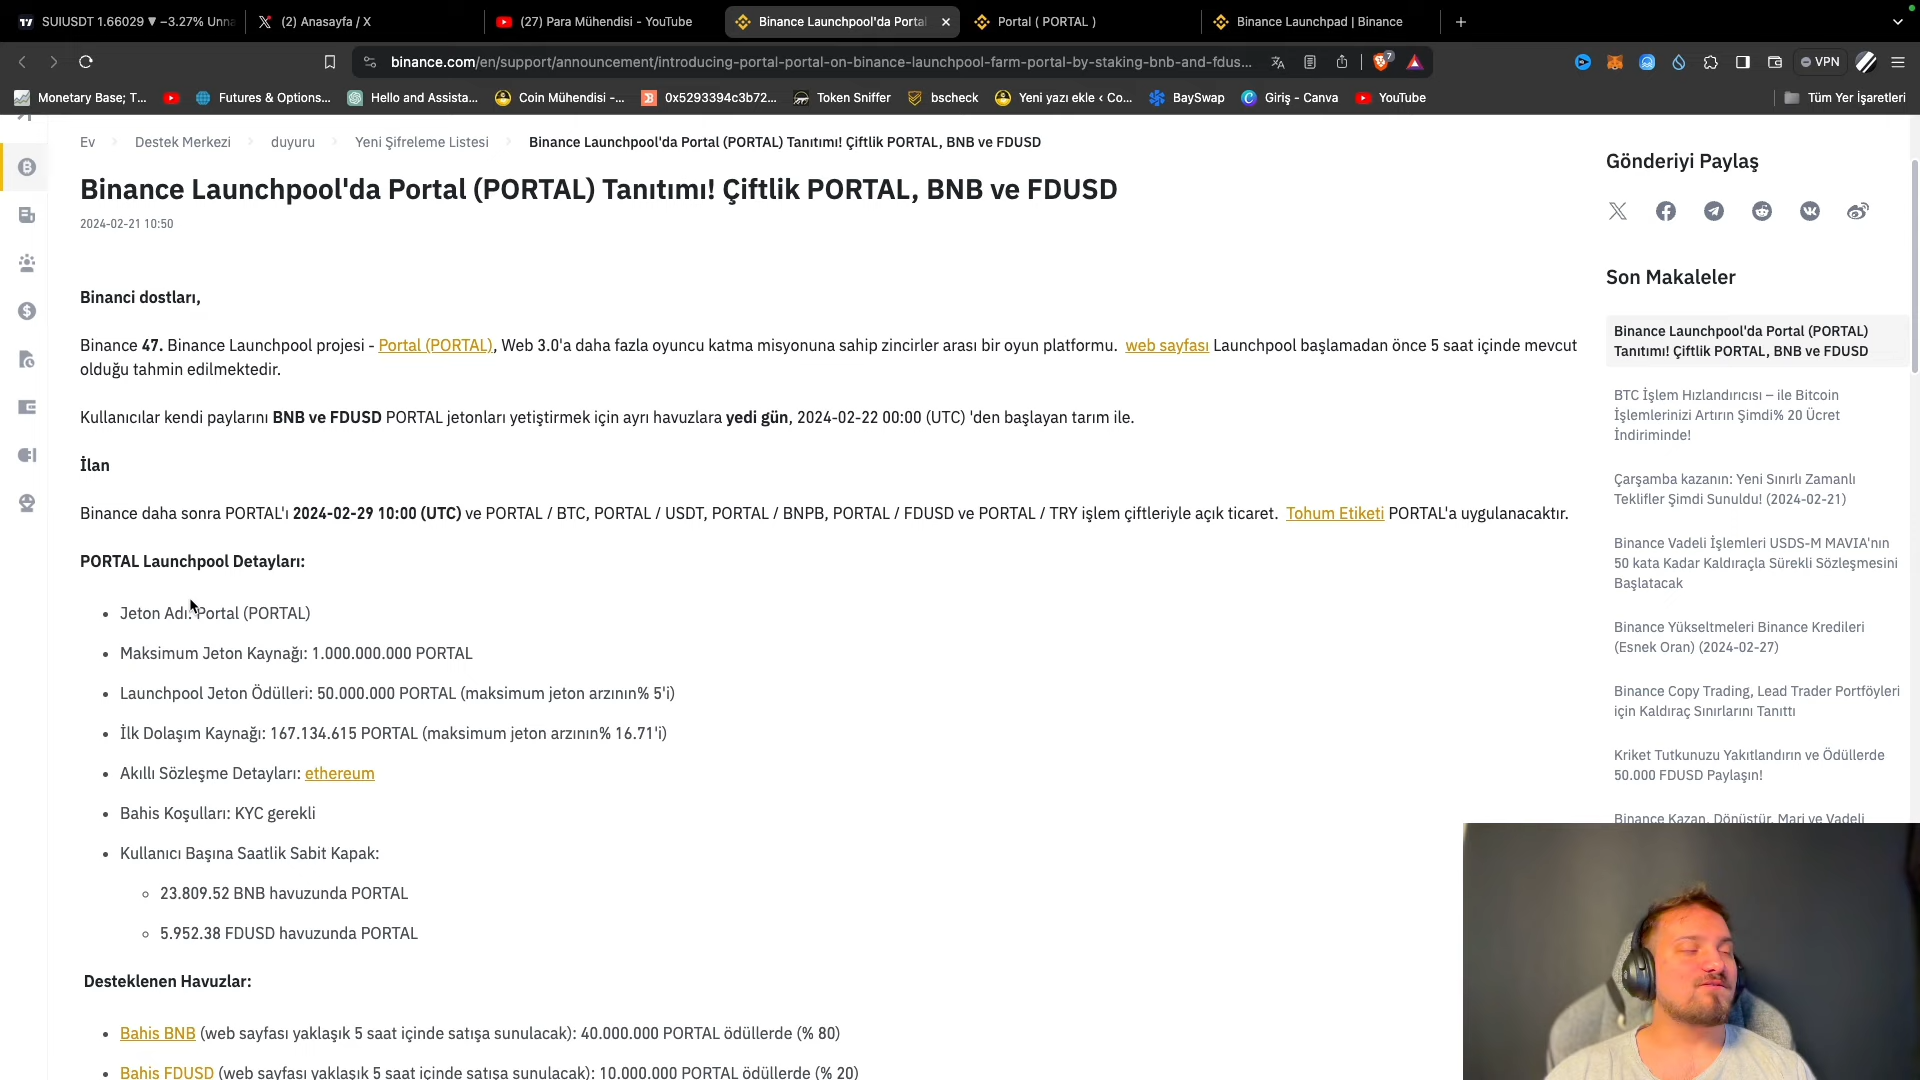 SUIUSDT 1.66029 ▼ −3.27% Unna
(2) Anasayfa / X
(27) Para Mühendisi - YouTube
Binance Launchpool'da Portal
Portal ( PORTAL )
Binance Launchpad | Binance
binance.com/en/support/announcement/introducing-portal-portal-on-binance-launchpool-farm-portal-by-staking-bnb-and-fdus...
7
VPN
Monetary Base; T...
Futures & Options...
Hello and Assista...
Coin Mühendisi -...
0x5293394c3b72...
Token Sniffer
bscheck
Yeni yazı ekle ‹ Co...
BaySwap
Giriş - Canva
YouTube
Tüm Yer İşaretleri
Ev
Destek Merkezi
duyuru
Yeni Şifreleme Listesi
Binance Launchpool'da Portal (PORTAL) Tanıtımı! Çiftlik PORTAL, BNB ve FDUSD
Binance Launchpool'da Portal (PORTAL) Tanıtımı! Çiftlik PORTAL, BNB ve FDUSD
2024-02-21 10:50
Binanci dostları,
Binance 47. Binance Launchpool projesi - Portal (PORTAL), Web 3.0'a daha fazla oyuncu katma misyonuna sahip zincirler arası bir oyun platformu. web sayfası Launchpool başlamadan önce 5 saat içinde mevcut
olduğu tahmin edilmektedir.
Kullanıcılar kendi paylarını BNB ve FDUSD PORTAL jetonları yetiştirmek için ayrı havuzlara yedi gün, 2024-02-22 00:00 (UTC) 'den başlayan tarım ile.
İlan
Binance daha sonra PORTAL'ı 2024-02-29 10:00 (UTC) ve PORTAL / BTC, PORTAL / USDT, PORTAL / BNPB, PORTAL / FDUSD ve PORTAL / TRY işlem çiftleriyle açık ticaret. Tohum Etiketi PORTAL'a uygulanacaktır.
PORTAL Launchpool Detayları:
• Jeton Adı: Portal (PORTAL)
• Maksimum Jeton Kaynağı: 1.000.000.000 PORTAL
• Launchpool Jeton Ödülleri: 50.000.000 PORTAL (maksimum jeton arzının% 5'i)
• İlk Dolaşım Kaynağı: 167.134.615 PORTAL (maksimum jeton arzının% 16.71'i)
• Akıllı Sözleşme Detayları: ethereum
• Bahis Koşulları: KYC gerekli
• Kullanıcı Başına Saatlik Sabit Kapak:
◦ 23.809.52 BNB havuzunda PORTAL
◦ 5.952.38 FDUSD havuzunda PORTAL
Desteklenen Havuzlar:
• Bahis BNB (web sayfası yaklaşık 5 saat içinde satışa sunulacak): 40.000.000 PORTAL ödüllerde (% 80)
• Bahis FDUSD (web sayfası yaklaşık 5 saat içinde satışa sunulacak): 10.000.000 PORTAL ödüllerde (% 20)
Gönderiyi Paylaş
Son Makaleler
Binance Launchpool'da Portal (PORTAL)
Tanıtımı! Çiftlik PORTAL, BNB ve FDUSD
BTC İşlem Hızlandırıcısı – ile Bitcoin
İşlemlerinizi Artırın Şimdi% 20 Ücret
İndiriminde!
Çarşamba kazanın: Yeni Sınırlı Zamanlı
Teklifler Şimdi Sunuldu! (2024-02-21)
Binance Vadeli İşlemleri USDS-M MAVIA'nın
50 kata Kadar Kaldıraçla Sürekli Sözleşmesini
Başlatacak
Binance Yükseltmeleri Binance Kredileri
(Esnek Oran) (2024-02-27)
Binance Copy Trading, Lead Trader Portföyleri
için Kaldıraç Sınırlarını Tanıttı
Kriket Tutkunuzu Yakıtlandırın ve Ödüllerde
50.000 FDUSD Paylaşın!
Binance Kazan, Dönüştür, Marj ve Vadeli